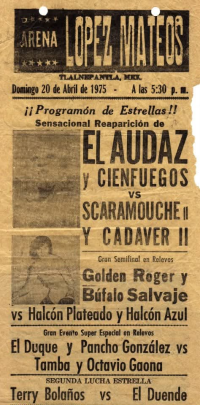 ARENA LOPEZ MATEOS
TLALNEPANTLA, MEX.
Domingo 20 de Abril de 1975 - A las 5:30 p. m.
¡¡Programón de Estrellas!!
Sensacional Reaparición de
EL AUDAZ
y CIENFUEGOS
VS
SCARAMOUCHE II
Y CADAVER II
Gran Semifinal en Relevos
Golden Roger y
Búfalo Salvaje
vs Halcón Plateado y Halcón Azul
Gran Evento Super Especial en Relevos
El Duque y Pancho González vs
Tamba y Octavio Gaona
SEGUNDA LUCHA ESTRELLA
Terry Bolaños vs El Duende